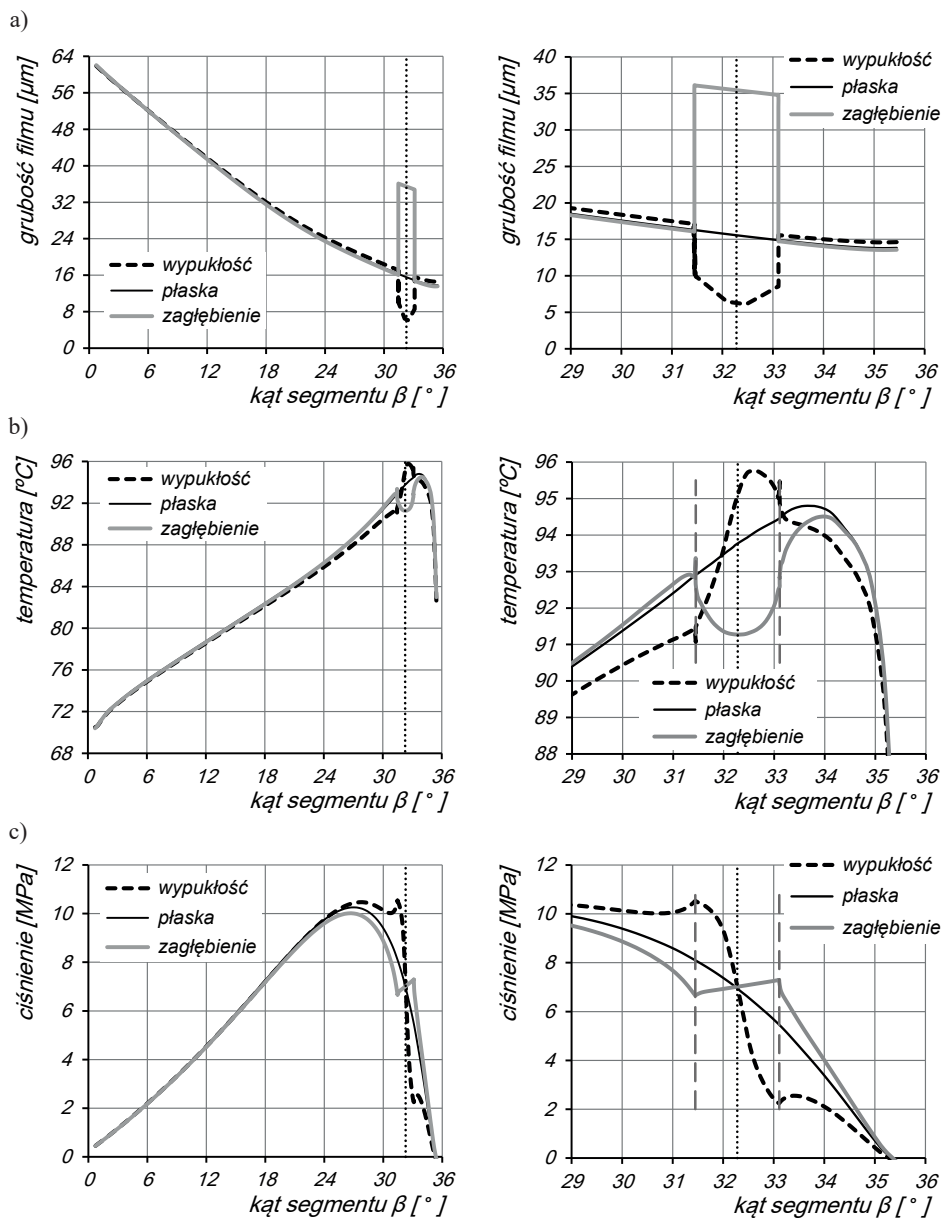 a)
grubość filmu [µm]
64
56
48
40
32
24
16
8
0
wypukłość
płaska
zagłębienie
0 6 12 18 24 30 36
kąt segmentu β [ ° ]
grubość filmu [µm]
40
35
30
25
20
15
10
5
0
wypukłość
płaska
zagłębienie
29 30 31 32 33 34 35 36
kąt segmentu β [ ° ]
b)
temperatura [ºC]
96
92
88
84
80
76
72
68
wypukłość
płaska
zagłębienie
0 6 12 18 24 30 36
kąt segmentu β [ ° ]
temperatura [ºC]
96
95
94
93
92
91
90
89
88
wypukłość
płaska
zagłębienie
29 30 31 32 33 34 35 36
kąt segmentu β [ ° ]
c)
ciśnienie [MPa]
12
10
8
6
4
2
0
wypukłość
płaska
zagłębienie
0 6 12 18 24 30 36
kąt segmentu β [ ° ]
ciśnienie [MPa]
12
10
8
6
4
2
0
wypukłość
płaska
zagłębienie
29 30 31 32 33 34 35 36
kąt segmentu β [ ° ]